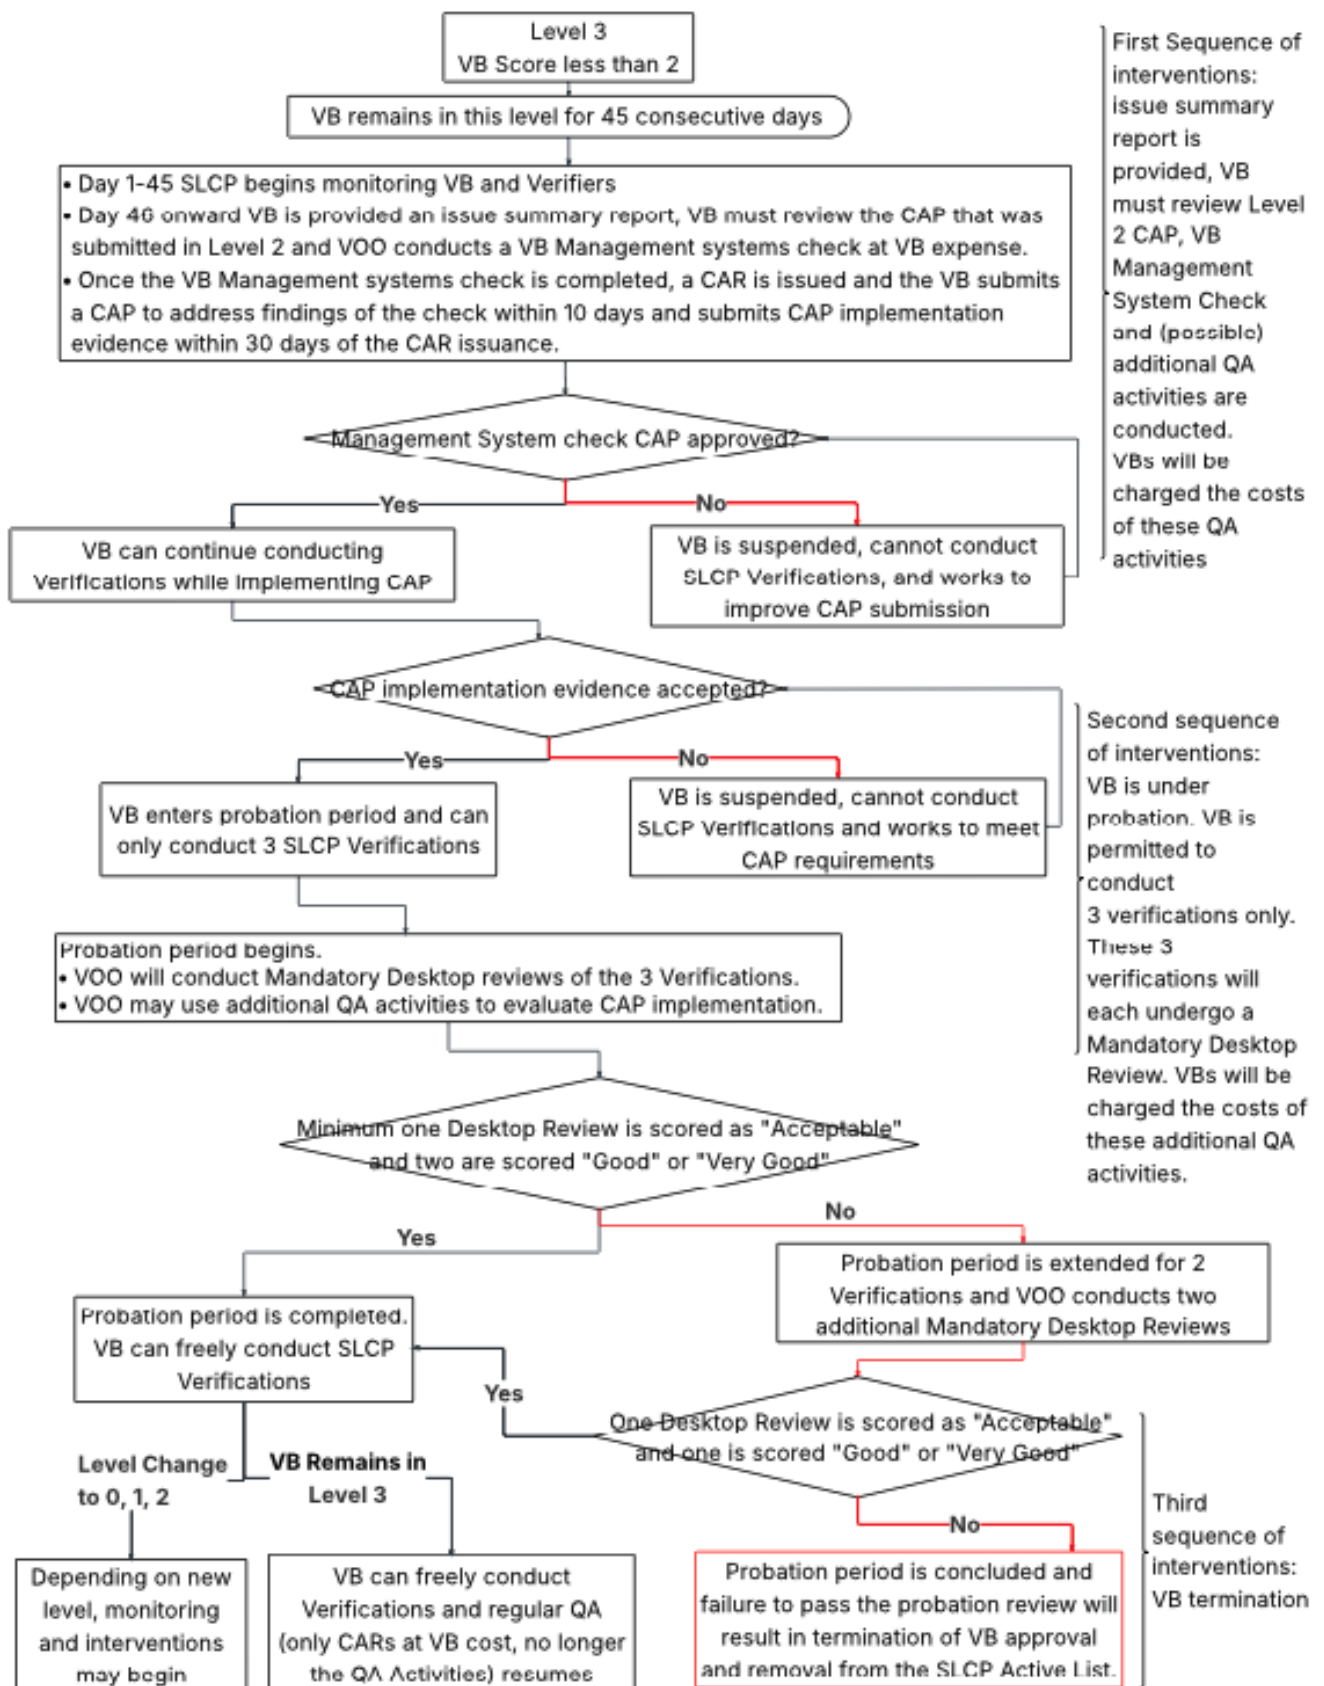 Level 3
VB Score less than 2
VB remains in this level for 45 consecutive days
• Day 1-45 SLCP begins monitoring VB and Verifiers
• Day 46 onward VB is provided an issue summary report, VB must review the CAP that was
submitted in Level 2 and VOO conducts a VB Management systems check at VB expense.
• Once the VB Management systems check is completed, a CAR is issued and the VB submits
a CAP to address findings of the check within 10 days and submits CAP implementation
evidence within 30 days of the CAR issuance.
First Sequence of
interventions:
issue summary
report is
provided, VB
must review Level
2 CAP, VB
Management
System Check
and (possible)
additional QA
activities are
conducted.
VBs will be
charged the costs
of these QA
activities
Management System check CAP approved?
Yes
No
VB can continue conducting
Verifications while implementing CAP
VB is suspended, cannot conduct
SLCP Verifications, and works to
improve CAP submission
CAP implementation evidence accepted?
Yes
No
VB enters probation period and can
only conduct 3 SLCP Verifications
VB is suspended, cannot conduct
SLCP Verifications and works to meet
CAP requirements
Second sequence
of interventions:
VB is under
probation. VB is
permitted to
conduct
3 verifications only.
These 3
verifications will
each undergo a
Mandatory Desktop
Review. VBs will be
charged the costs of
these additional QA
activities.
Probation period begins.
• VOO will conduct Mandatory Desktop reviews of the 3 Verifications.
• VOO may use additional QA activities to evaluate CAP implementation.
Minimum one Desktop Review is scored as "Acceptable"
and two are scored "Good" or "Very Good"
Yes
No
Probation period is completed.
VB can freely conduct SLCP
Verifications
Probation period is extended for 2
Verifications and VOO conducts two
additional Mandatory Desktop Reviews
Yes
One Desktop Review is scored as "Acceptable"
and one is scored "Good" or "Very Good"
Level Change
to 0, 1, 2
VB Remains in
Level 3
No
Third
sequence of
interventions:
VB termination
Depending on new
level, monitoring
and interventions
may begin
VB can freely conduct
Verifications and regular QA
(only CARs at VB cost, no longer
the QA Activities) resumes
Probation period is concluded and
failure to pass the probation review will
result in termination of VB approval
and removal from the SLCP Active List.